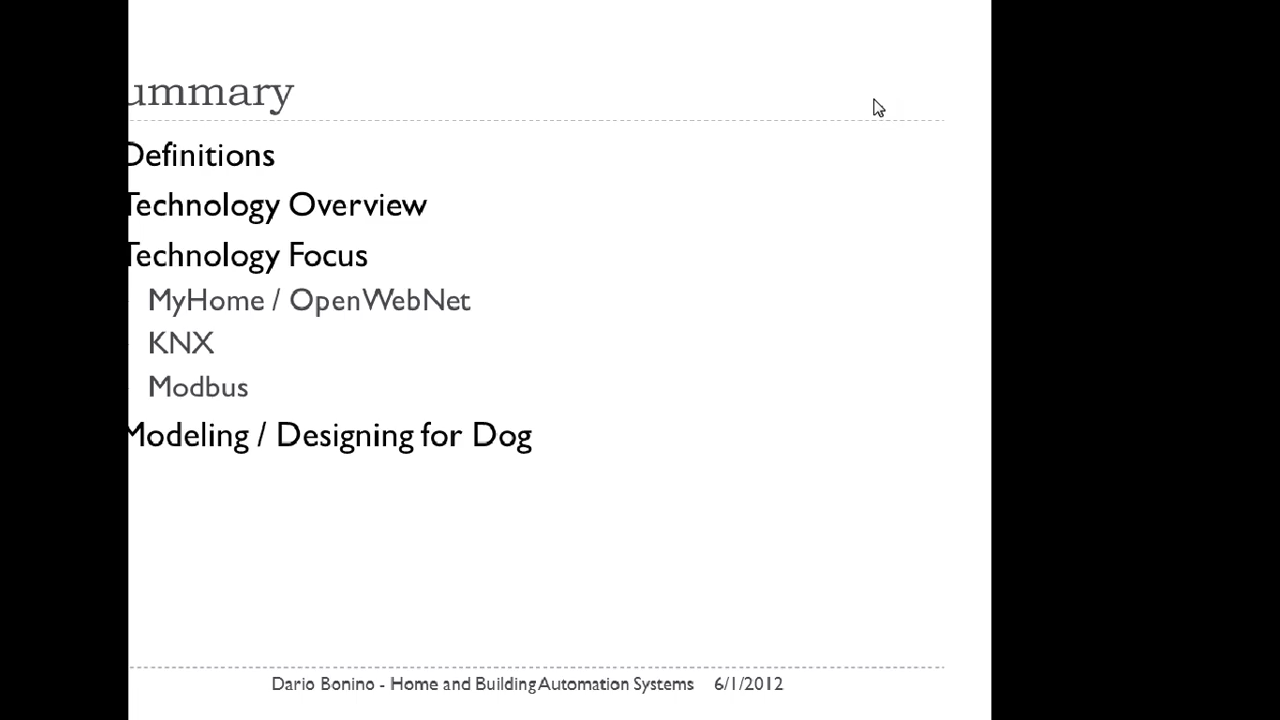 ummary
Definitions
Technology Overview
Technology Focus
MyHome / OpenWebNet
KNX
Modbus
Modeling / Designing for Dog
Dario Bonino - Home and Building Automation Systems 6/1/2012